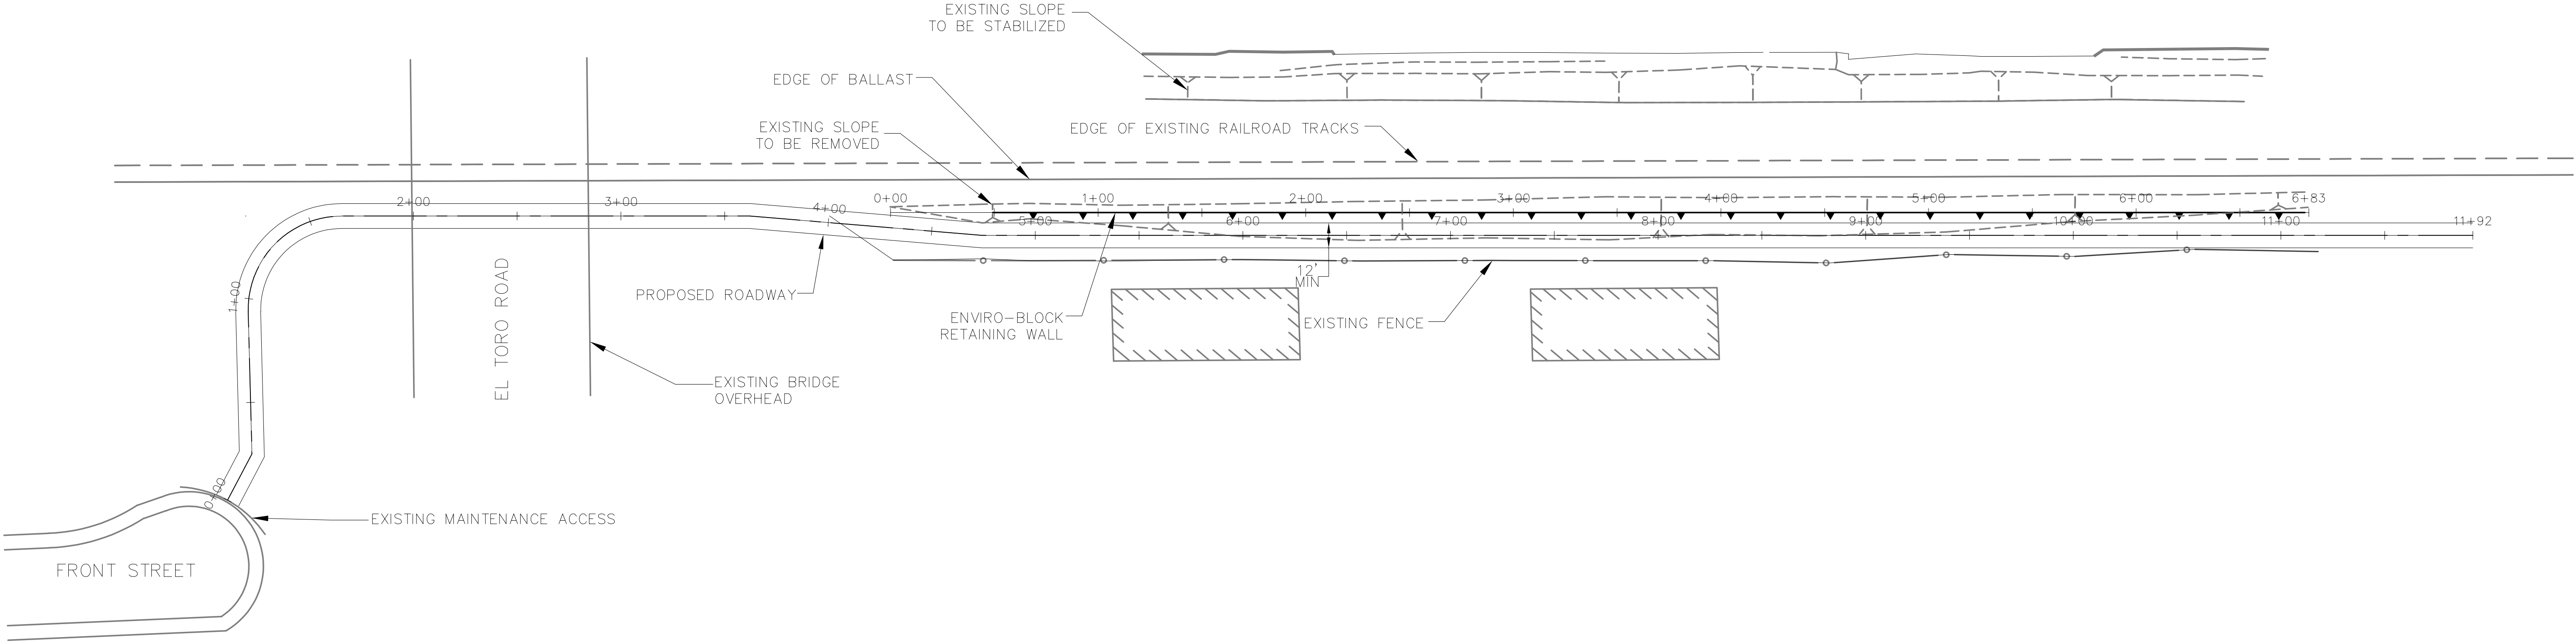 EXISTING SLOPE
TO BE STABILIZED
EDGE OF BALLAST
EXISTING SLOPE
TO BE REMOVED
EDGE OF EXISTING RAILROAD TRACKS
0+00
1+00
2+00
3+00
4+00
5+00
6+00
6+83
2+00
3+00
4+00
5+00
6+00
7+00
8+00
9+00
10+00
11+00
11+92
1+00
0+00
12'
MIN
PROPOSED ROADWAY
ENVIRO-BLOCK
RETAINING WALL
EXISTING FENCE
EL TORO ROAD
EXISTING BRIDGE
OVERHEAD
EXISTING MAINTENANCE ACCESS
FRONT STREET